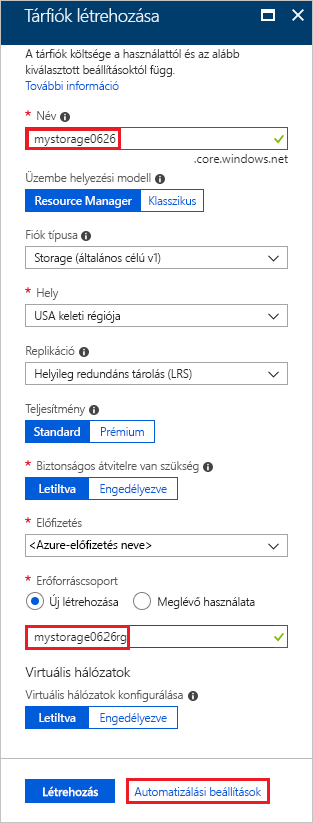 Tárfiók létrehozása
A tárfiók költsége a használattól és az alább
kiválasztott beállításoktól függ.
További információ
* Név
mystorage0626
.core.windows.net
Üzembe helyezési modell
Resource Manager Klasszikus
Fiók típusa
Storage (általános célú v1)
* Hely
USA keleti régiója
Replikáció
Helyileg redundáns tárolás (LRS)
Teljesítmény
Standard Prémium
* Biztonságos átvitelre van szükség
Letiltva Engedélyezve
* Előfizetés
<Azure-előfizetés neve>
* Erőforráscsoport
Új létrehozása Meglévő használata
mystorage0626rg
Virtuális hálózatok
Virtuális hálózatok konfigurálása
Letiltva Engedélyezve
Létrehozás Automatizálási beállítások